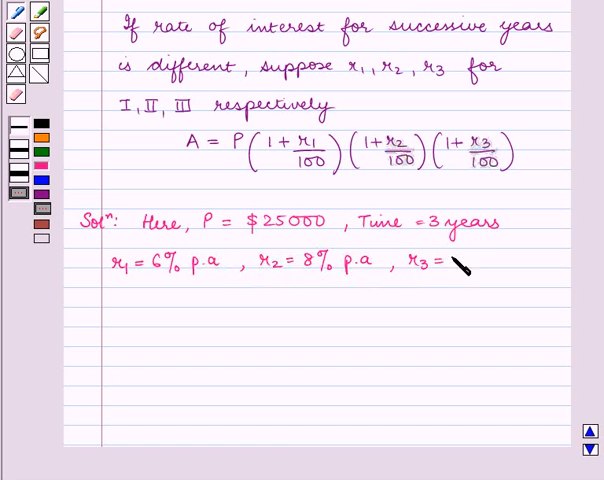 If rate of interest for successive years
is different, suppose r1, r2, r3 for
I, II, III respectively
A = P(1 + r1/100)(1 + r2/100)(1 + r3/100)
Solⁿ: Here, P = $25000, Time = 3 years
r1 = 6% p.a, r2 = 8% p.a, r3 =